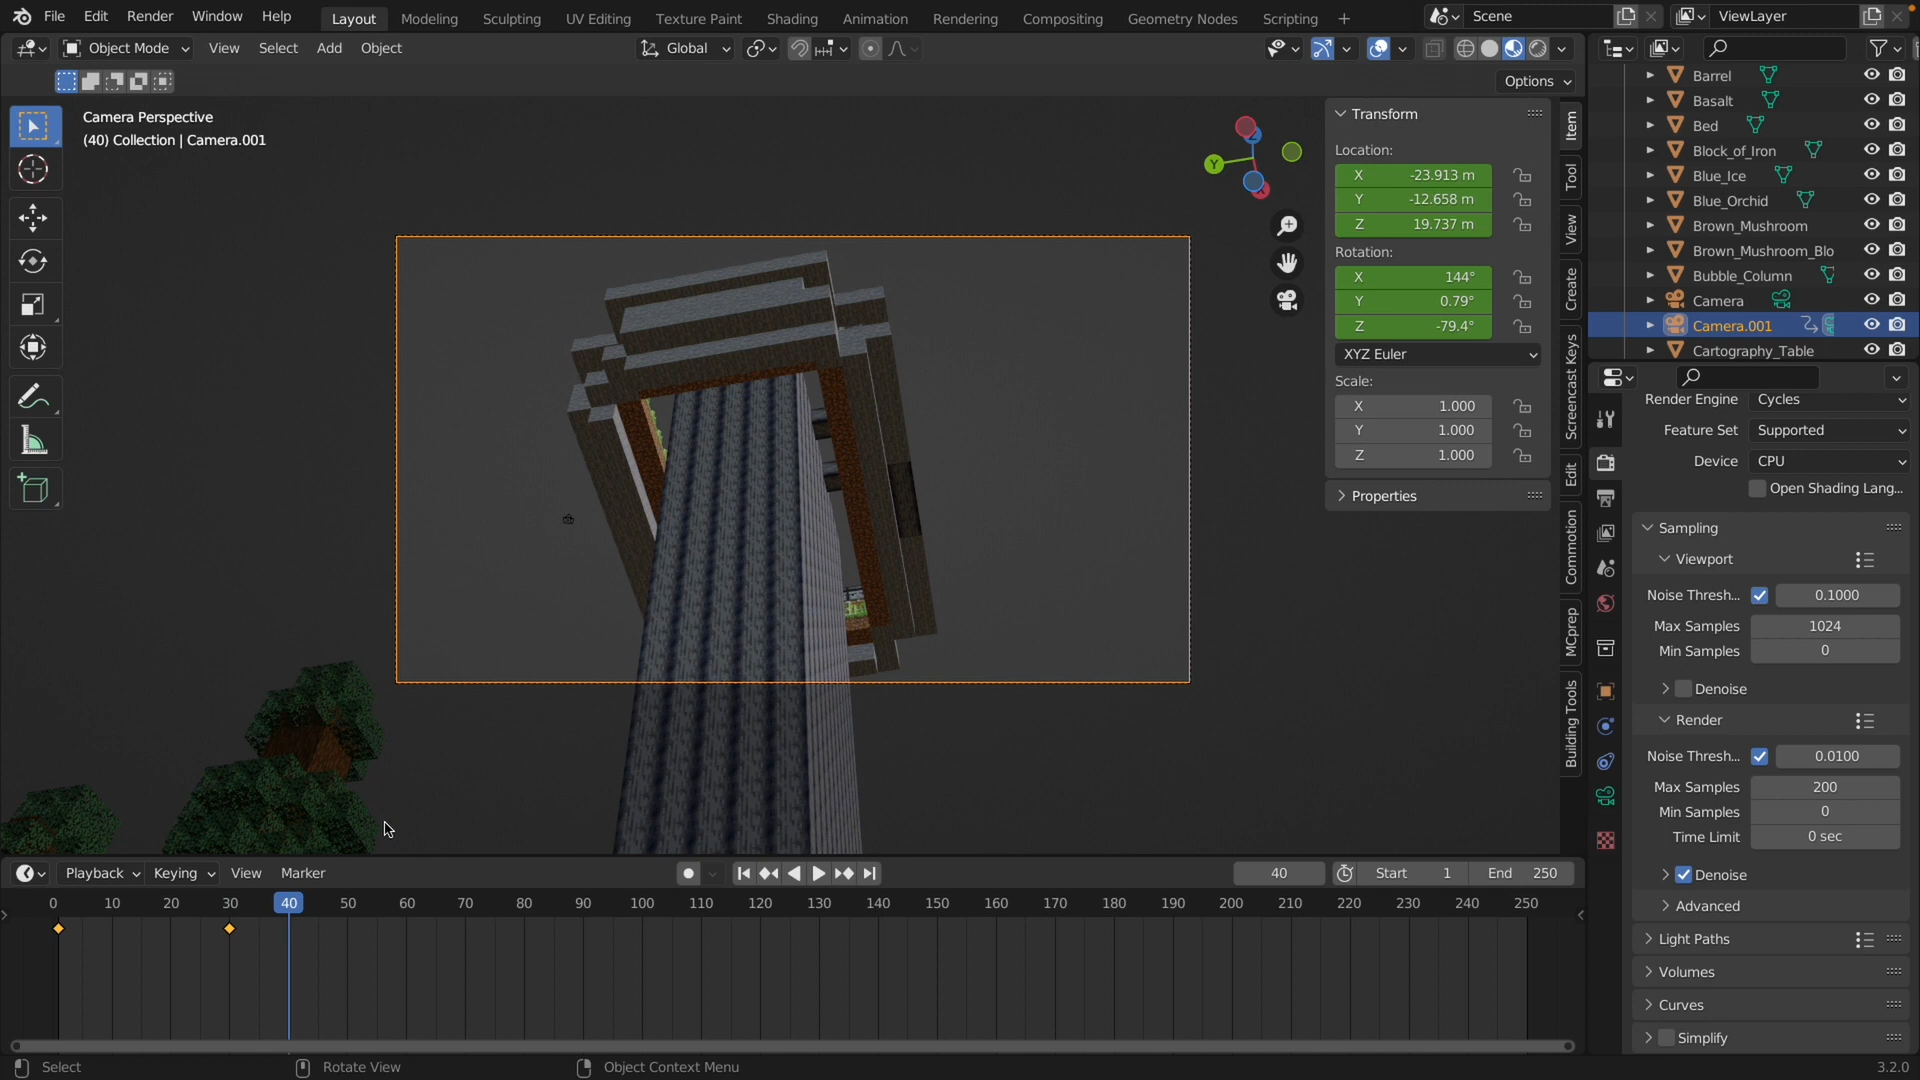 File Edit Render Window Help Layout Modeling Sculpting UV Editing Texture Paint Shading Animation Rendering Compositing Geometry Nodes Scripting + Scene ViewLayer
Object Mode View Select Add Object Global
Options
Camera Perspective
(40) Collection | Camera.001
Transform
Location:
X -23.913 m
Y -12.658 m
Z 19.737 m
Rotation:
X 144°
Y 0.79°
Z -79.4°
XYZ Euler
Scale:
X 1.000
Y 1.000
Z 1.000
Properties
Y
Item
Tool
View
Create
Screencast Keys
Edit
Commotion
MCprep
Building Tools
Barrel
Basalt
Bed
Block_of_Iron
Blue_Ice
Blue_Orchid
Brown_Mushroom
Brown_Mushroom_Blo
Bubble_Column
Camera
Camera.001
Cartography_Table
Render Engine Cycles
Feature Set Supported
Device CPU
Open Shading Lang...
Sampling
Viewport
Noise Thresh... 0.1000
Max Samples 1024
Min Samples 0
Denoise
Render
Noise Thresh... 0.0100
Max Samples 200
Min Samples 0
Time Limit 0 sec
Denoise
Advanced
Light Paths
Volumes
Curves
Simplify
Playback Keying View Marker 40 Start 1 End 250
0 10 20 30 40 50 60 70 80 90 100 110 120 130 140 150 160 170 180 190 200 210 220 230 240 250
Select Rotate View Object Context Menu 3.2.0